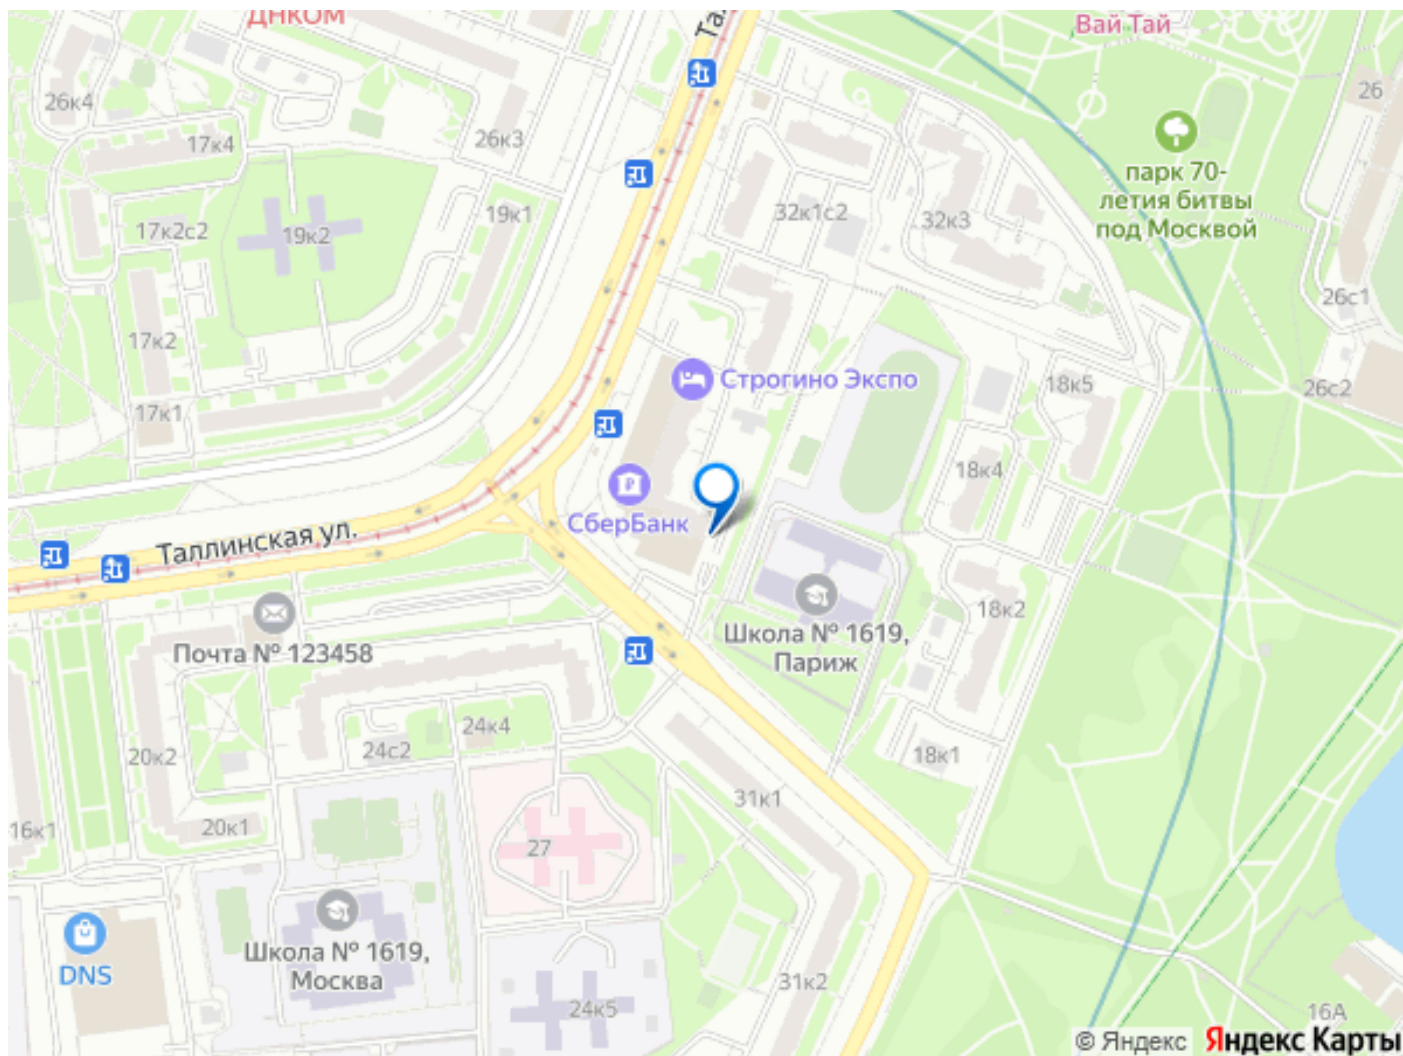 ДНКОМ
Тал
Вай Тай
26к4
17к4
26к3
26
парк 70-
летия битвы
под Москвой
17к2с2
19к2
19к1
32к1с2
32к3
26с1
17к2
17к1
Строгино Экспо
18к5
26с2
18к4
СберБанк
Таллинская ул.
18к2
Почта № 123458
Школа № 1619,
Париж
20к2
24с2
24к4
18к1
31к1
16к1
20к1
27
DNS
Школа № 1619,
Москва
24к5
31к2
16А
© Яндекс Яндекс Карты